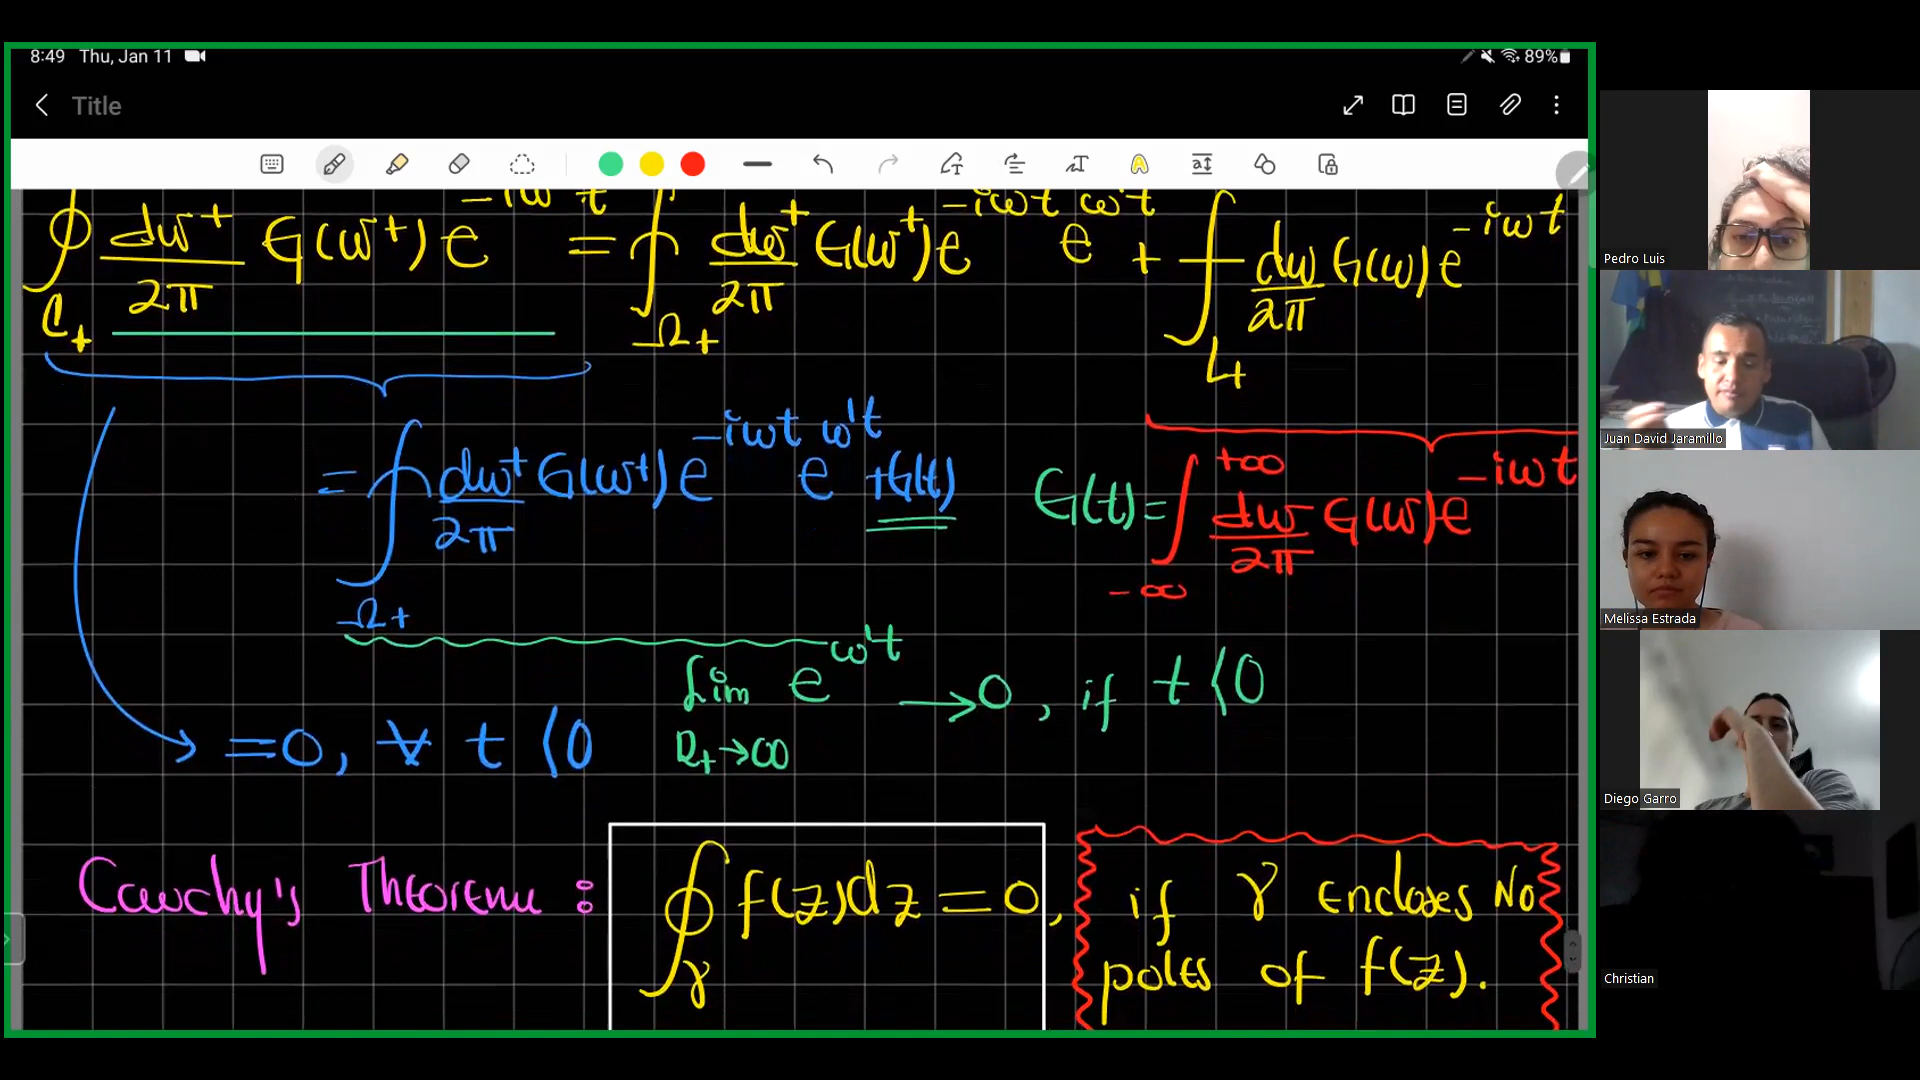 8:49 Thu, Jan 11 89%
Title
∮_{C+} dω⁺/2π G(ω⁺) e^{-iω⁺t} = ∫_{Ω+} dω⁺/2π G(ω⁺) e^{-iωt} e^{ω't} + ∫_{L} dω/2π G(ω) e^{-iωt}
= ∫_{Ω+} dω⁺/2π G(ω⁺) e^{-iωt} e^{ω't} + G(t)
G(t) = ∫_{-∞}^{+∞} dω/2π G(ω) e^{-iωt}
lim_{Ω+→∞} e^{ω't} → 0, if t < 0
= 0, ∀ t < 0
Cauchy's Theorem : ∮_γ f(z)dz = 0,
if γ encloses No
poles of f(z).
Pedro Luis
Juan David Jaramillo
Melissa Estrada
Diego Garro
Christian